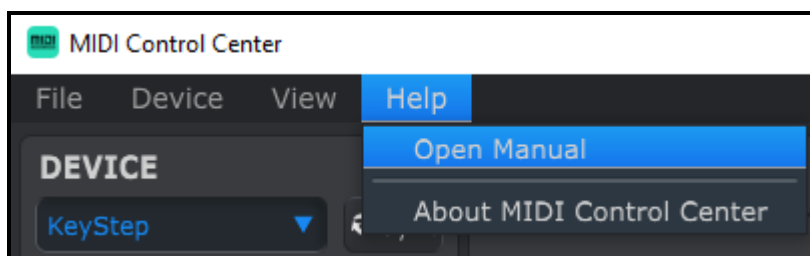 MIDI Control Center
File Device View Help
Open Manual
DEVICE
About MIDI Control Center
KeyStep